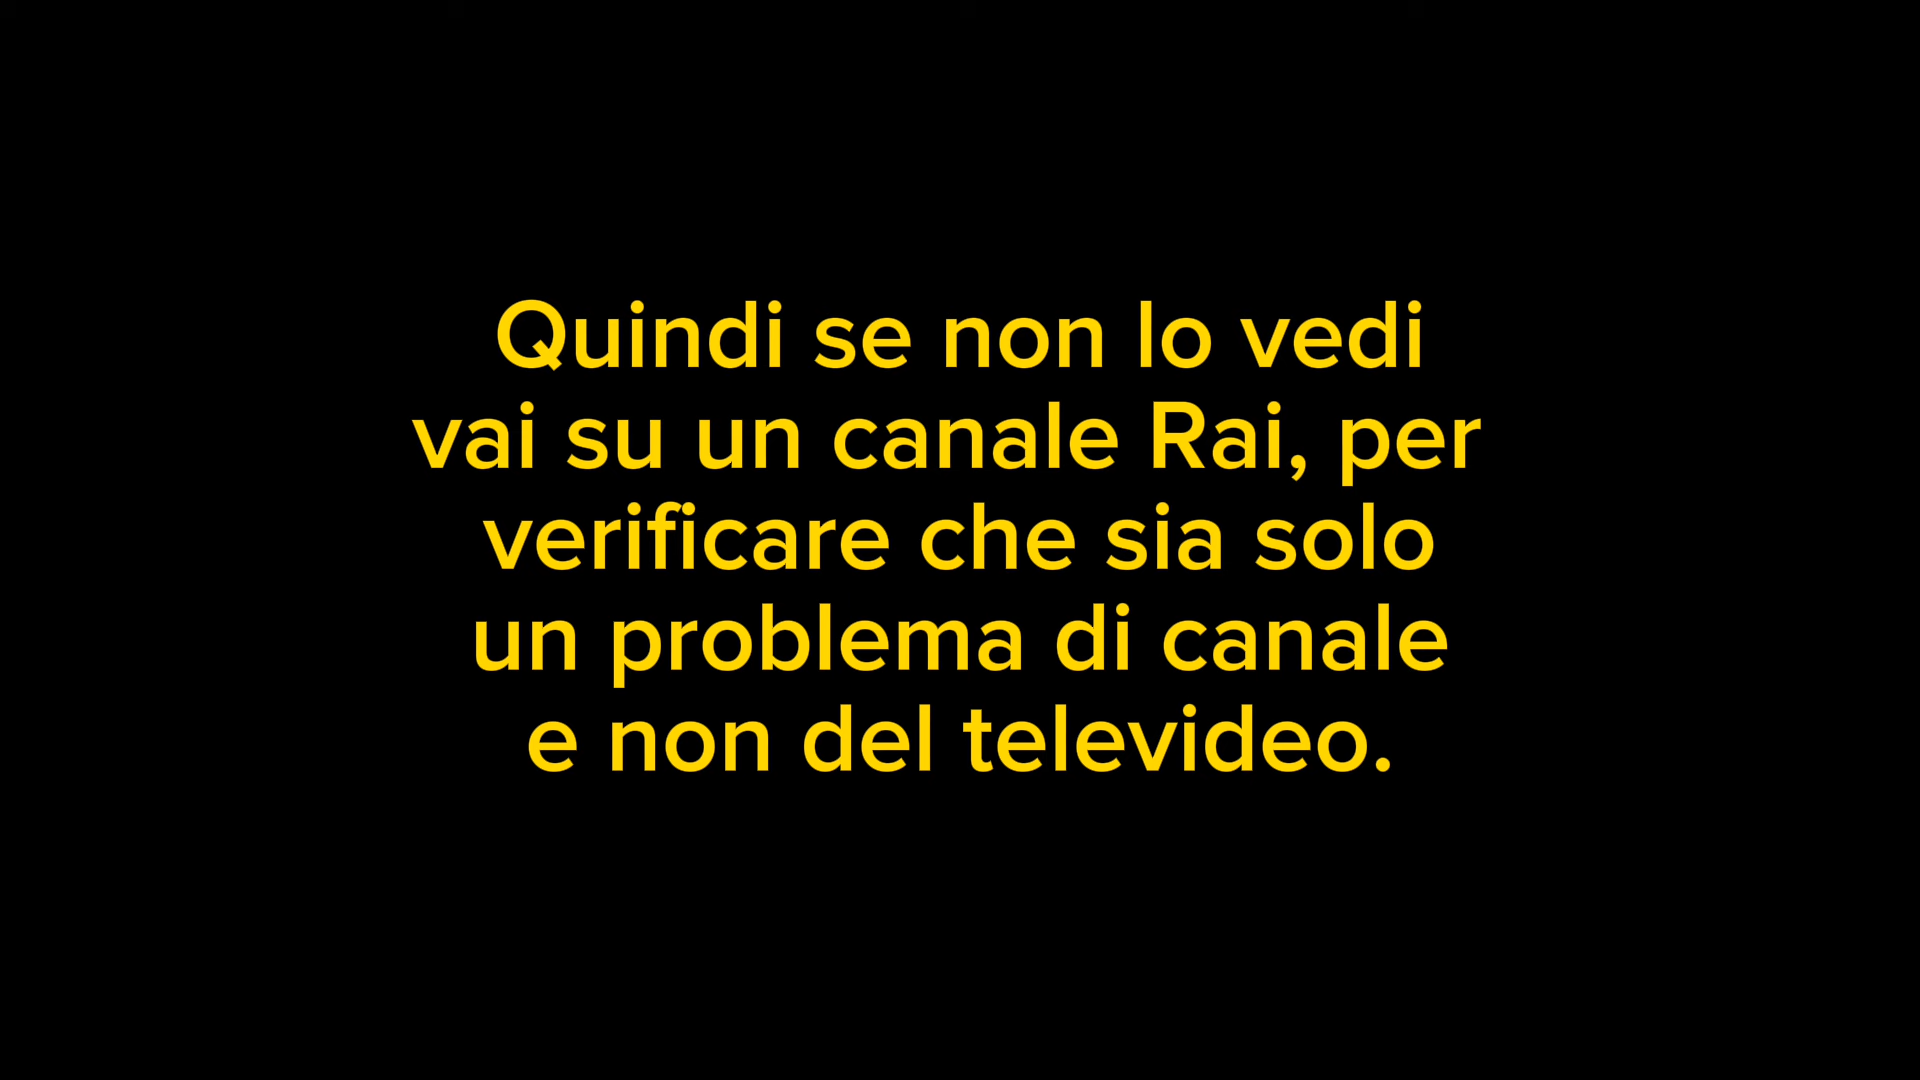 Quindi se non lo vedi
vai su un canale Rai, per
verificare che sia solo
un problema di canale
e non del televideo.